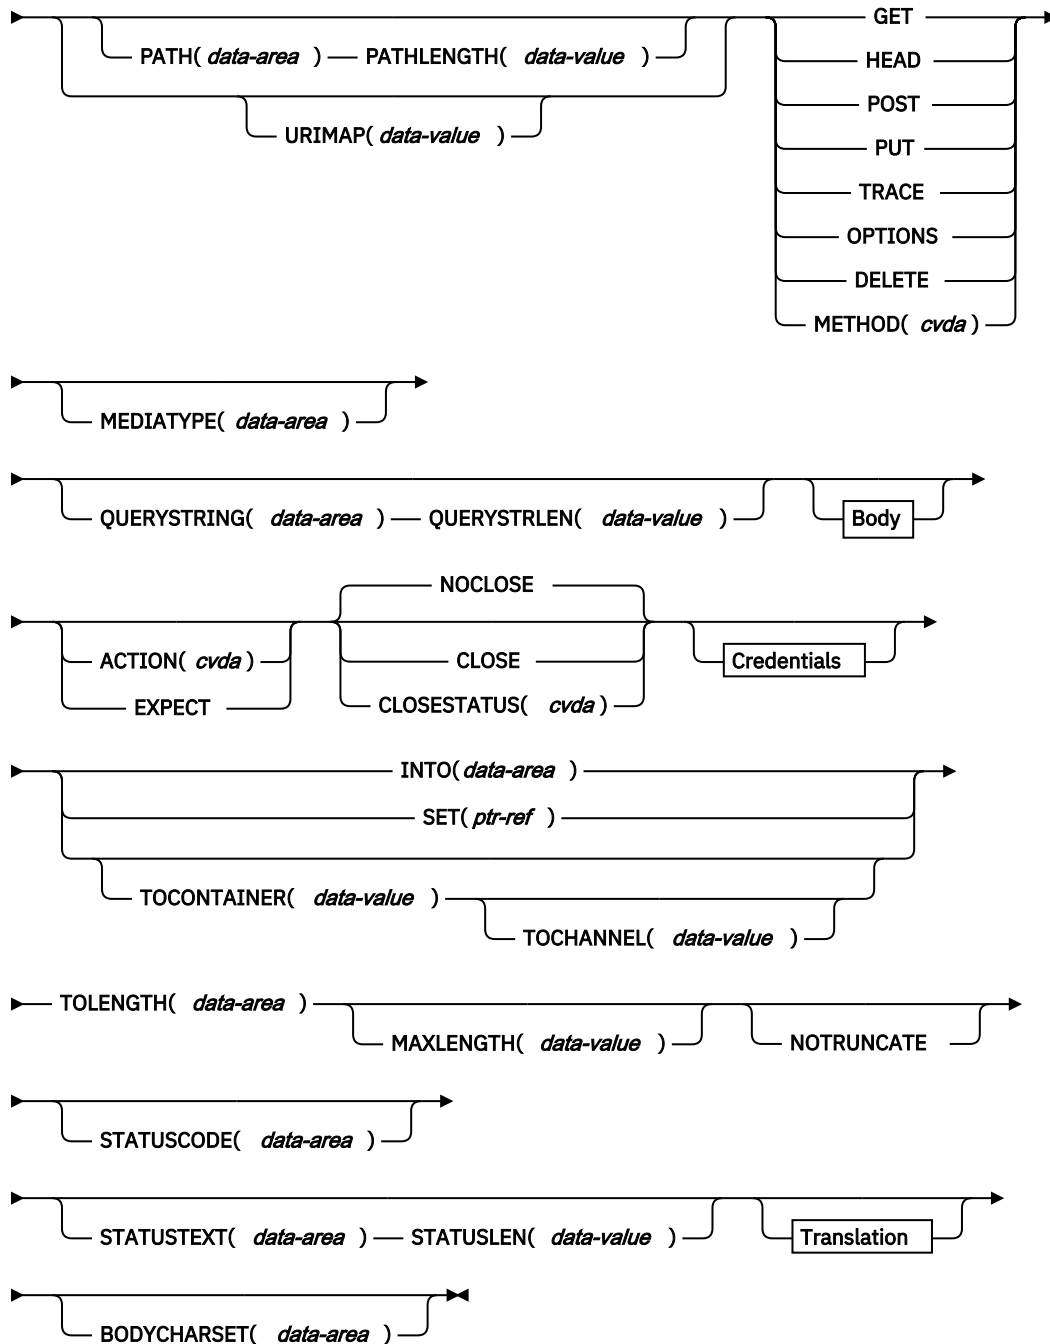 GET
PATH( data-area ) PATHLENGTH( data-value )
HEAD
POST
URIMAP( data-value )
PUT
TRACE
OPTIONS
DELETE
METHOD( cvda )
MEDIATYPE( data-area )
QUERYSTRING( data-area ) QUERYSTRLEN( data-value ) Body
NOCLOSE
ACTION( cvda ) CLOSE Credentials
EXPECT CLOSESTATUS( cvda )
INTO( data-area )
SET( ptr-ref )
TOCONTAINER( data-value )
TOCHANNEL( data-value )
TOLENGTH( data-area )
MAXLENGTH( data-value ) NOTRUNCATE
STATUSCODE( data-area )
STATUSTEXT( data-area ) STATUSLEN( data-value ) Translation
BODYCHARSET( data-area )